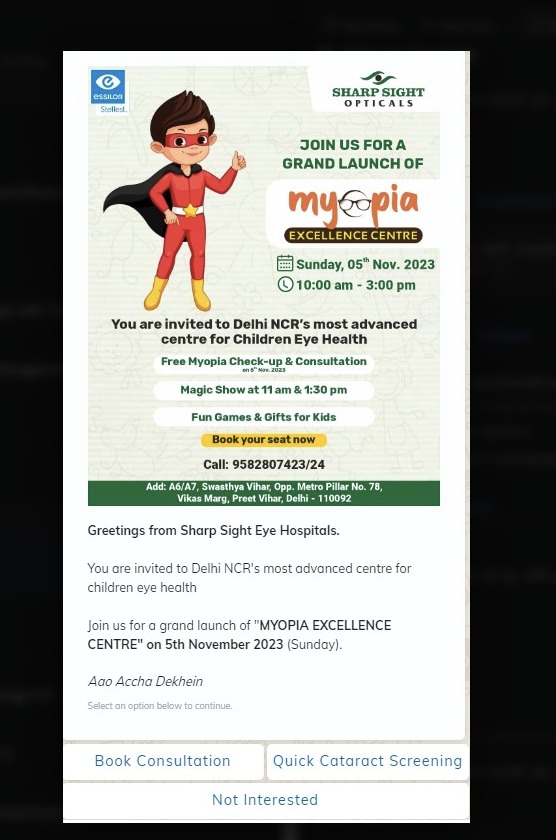 essilor
Stellest.
SHARP SIGHT
OPTICALS
JOIN US FOR A
GRAND LAUNCH OF
myopia
EXCELLENCE CENTRE
Sunday, 05th Nov. 2023
10:00 am - 3:00 pm
You are invited to Delhi NCR's most advanced
centre for Children Eye Health
Free Myopia Check-up & Consultation
on 5th Nov. 2023
Magic Show at 11 am & 1:30 pm
Fun Games & Gifts for Kids
Book your seat now
Call: 9582807423/24
Add: A6/A7, Swasthya Vihar, Opp. Metro Pillar No. 78,
Vikas Marg, Preet Vihar, Delhi - 110092
Greetings from Sharp Sight Eye Hospitals.
You are invited to Delhi NCR's most advanced centre for
children eye health
Join us for a grand launch of "MYOPIA EXCELLENCE
CENTRE" on 5th November 2023 (Sunday).
Aao Accha Dekhein
Select an option below to continue.
Book Consultation
Quick Cataract Screening
Not Interested